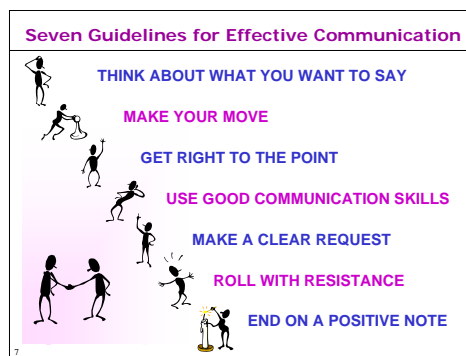 Seven Guidelines for Effective Communication
THINK ABOUT WHAT YOU WANT TO SAY
MAKE YOUR MOVE
GET RIGHT TO THE POINT
USE GOOD COMMUNICATION SKILLS
MAKE A CLEAR REQUEST
ROLL WITH RESISTANCE
END ON A POSITIVE NOTE
7